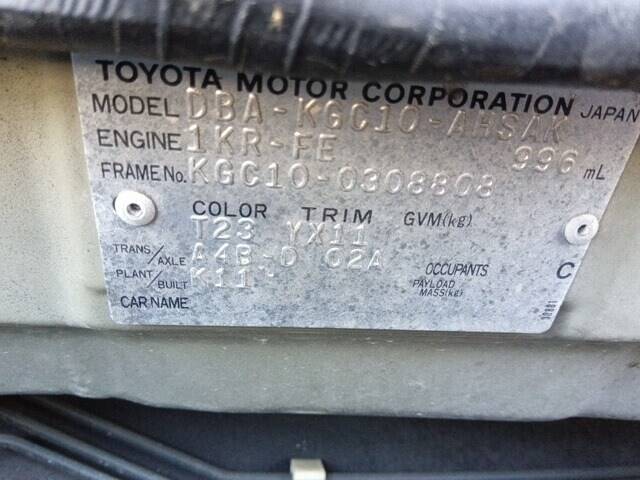 TOYOTA MOTOR CORPORATION JAPAN
MODEL DBA-KGC10-AHSAK
ENGINE 1KR-FE 996 mL
FRAME No. KGC10-0308808
COLOR TRIM GVM(kg)
T23 YX11
TRANS./AXLE A4B-0 02A
PLANT/BUILT K11 OCCUPANTS C
PAYLOAD MASS(kg)
CAR NAME